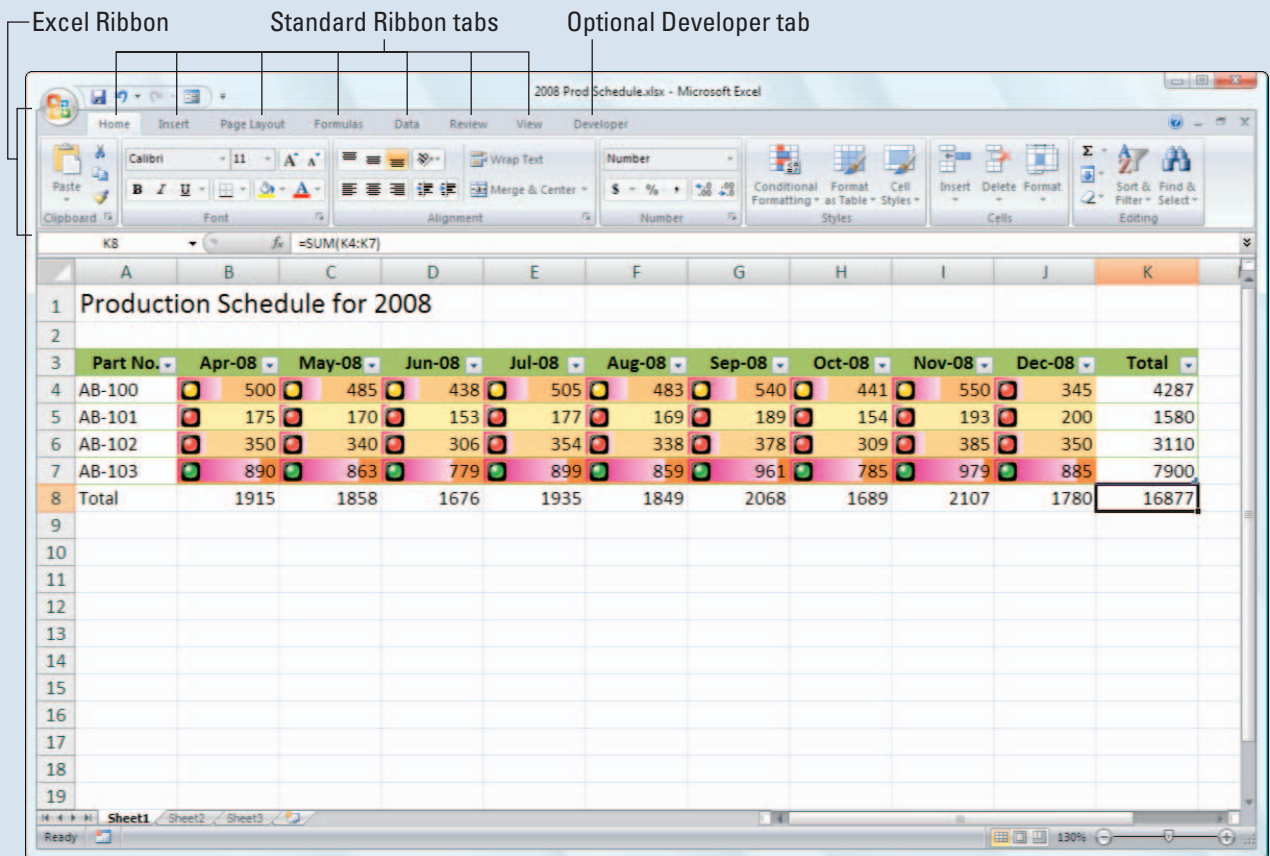 Excel Ribbon Standard Ribbon tabs Optional Developer tab
2008 Prod Schedule.xlsx - Microsoft Excel
Home Insert Page Layout Formulas Data Review View Developer
Calibri 11 A A Wrap Text Number Σ
Paste B I U A Merge & Center $ % , .0 .00 .00 .0 Conditional Formatting Format as Table Cell Styles Insert Delete Format Sort & Filter Find & Select
Clipboard Font Alignment Number Styles Cells Editing
K8 fx =SUM(K4:K7)
A B C D E F G H I J K
1 Production Schedule for 2008
2
3 Part No. Apr-08 May-08 Jun-08 Jul-08 Aug-08 Sep-08 Oct-08 Nov-08 Dec-08 Total
4 AB-100 500 485 438 505 483 540 441 550 345 4287
5 AB-101 175 170 153 177 169 189 154 193 200 1580
6 AB-102 350 340 306 354 338 378 309 385 350 3110
7 AB-103 890 863 779 899 859 961 785 979 885 7900
8 Total 1915 1858 1676 1935 1849 2068 1689 2107 1780 16877
9
10
11
12
13
14
15
16
17
18
19
Sheet1 Sheet2 Sheet3
Ready 130%